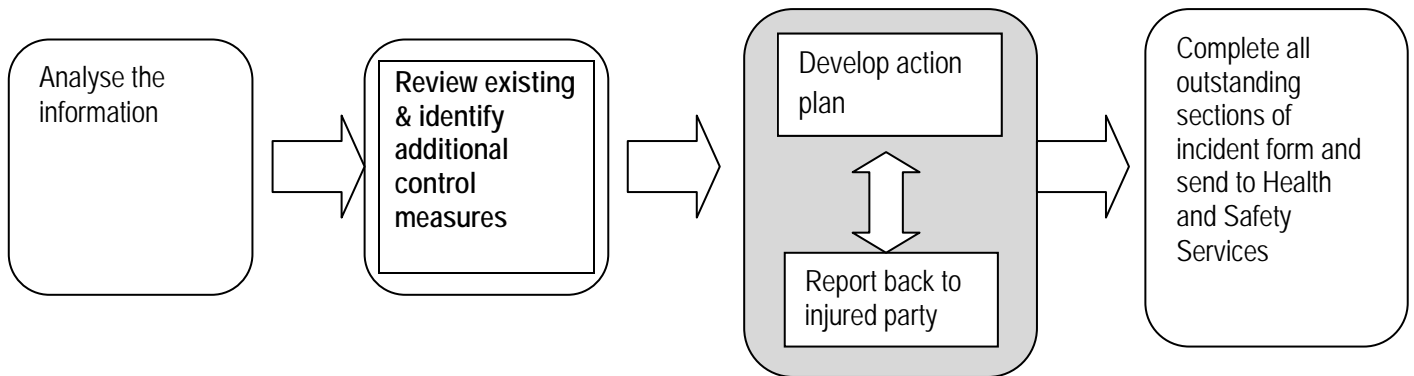 Analyse the
information
Review existing
& identify
additional
control
measures
Develop action
plan
Report back to
injured party
Complete all
outstanding
sections of
incident form and
send to Health
and Safety
Services